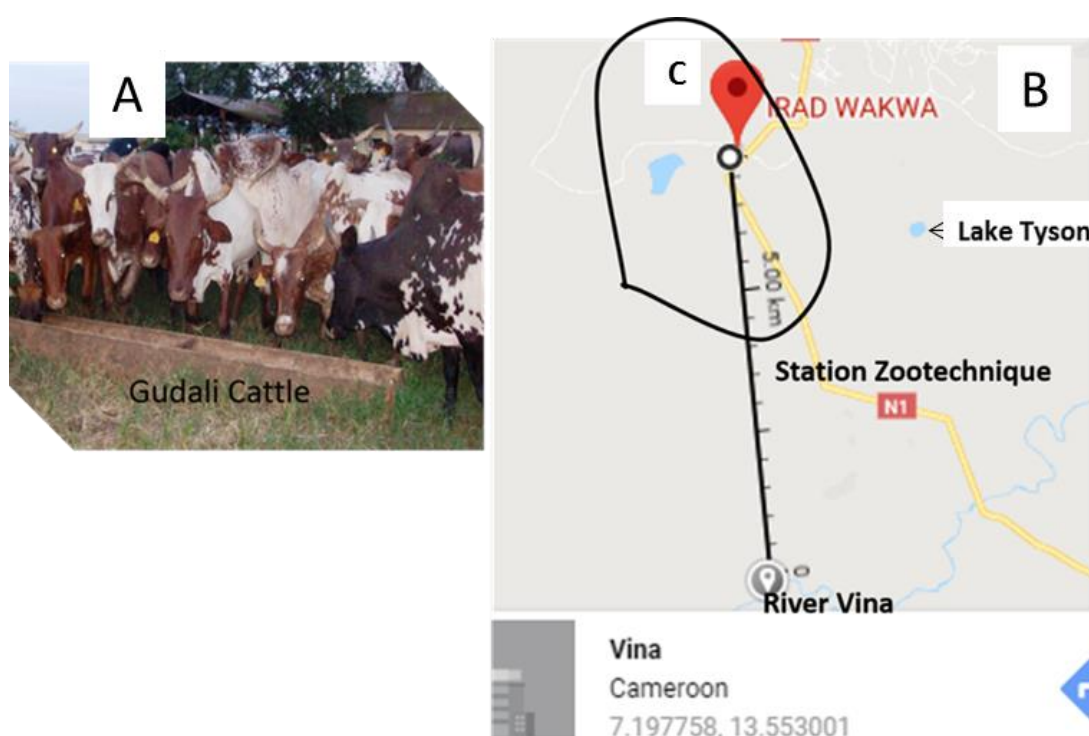 A
Gudali Cattle
C
B
IRAD WAKWA
Lake Tyson
5.00 km
Station Zootechnique
N1
0
River Vina
Vina
Cameroon
7.197758, 13.553001